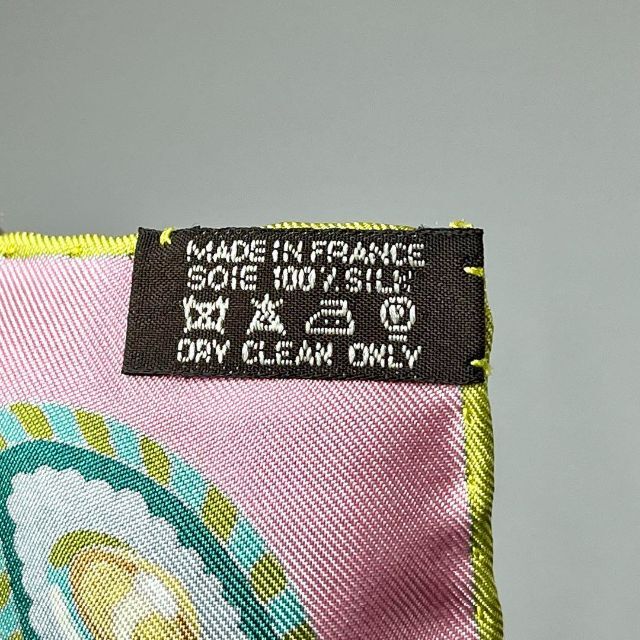 MADE IN FRANCE
SOIE 100% SILK
DRY CLEAN ONLY